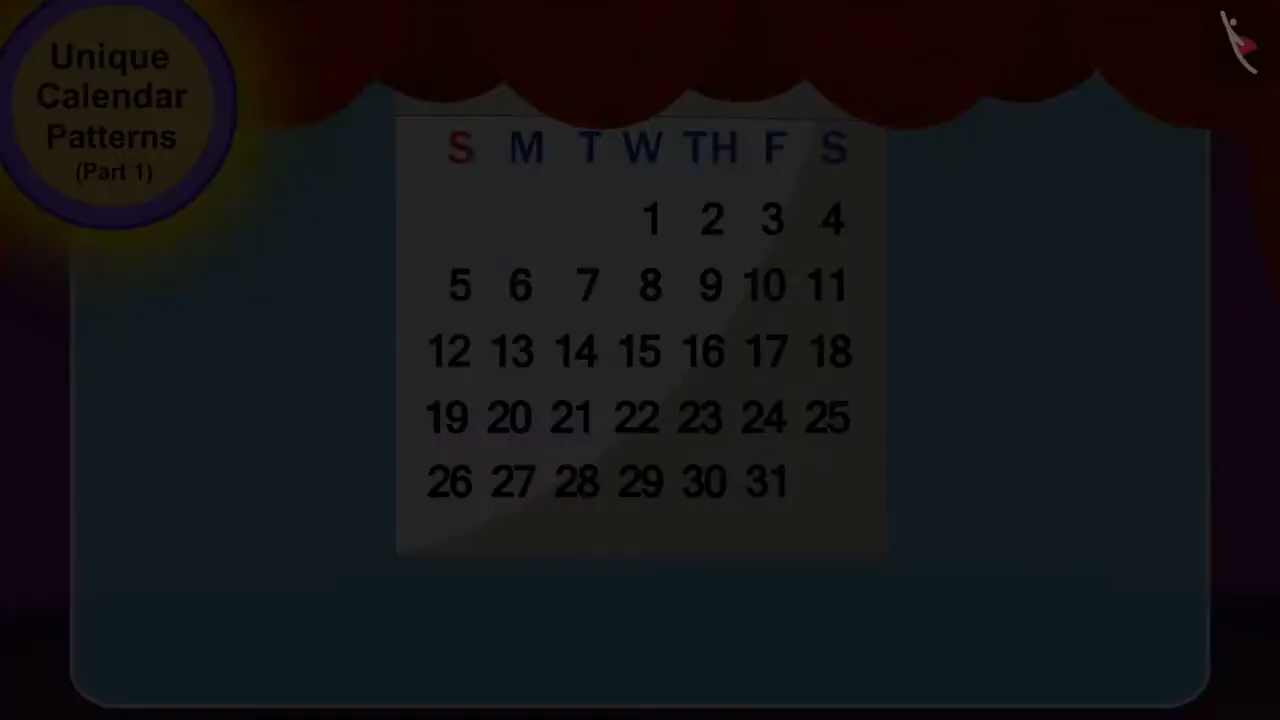 Unique
Calendar
Patterns
(Part 1)
S M T W TH F S
1 2 3 4
5 6 7 8 9 10 11
12 13 14 15 16 17 18
19 20 21 22 23 24 25
26 27 28 29 30 31